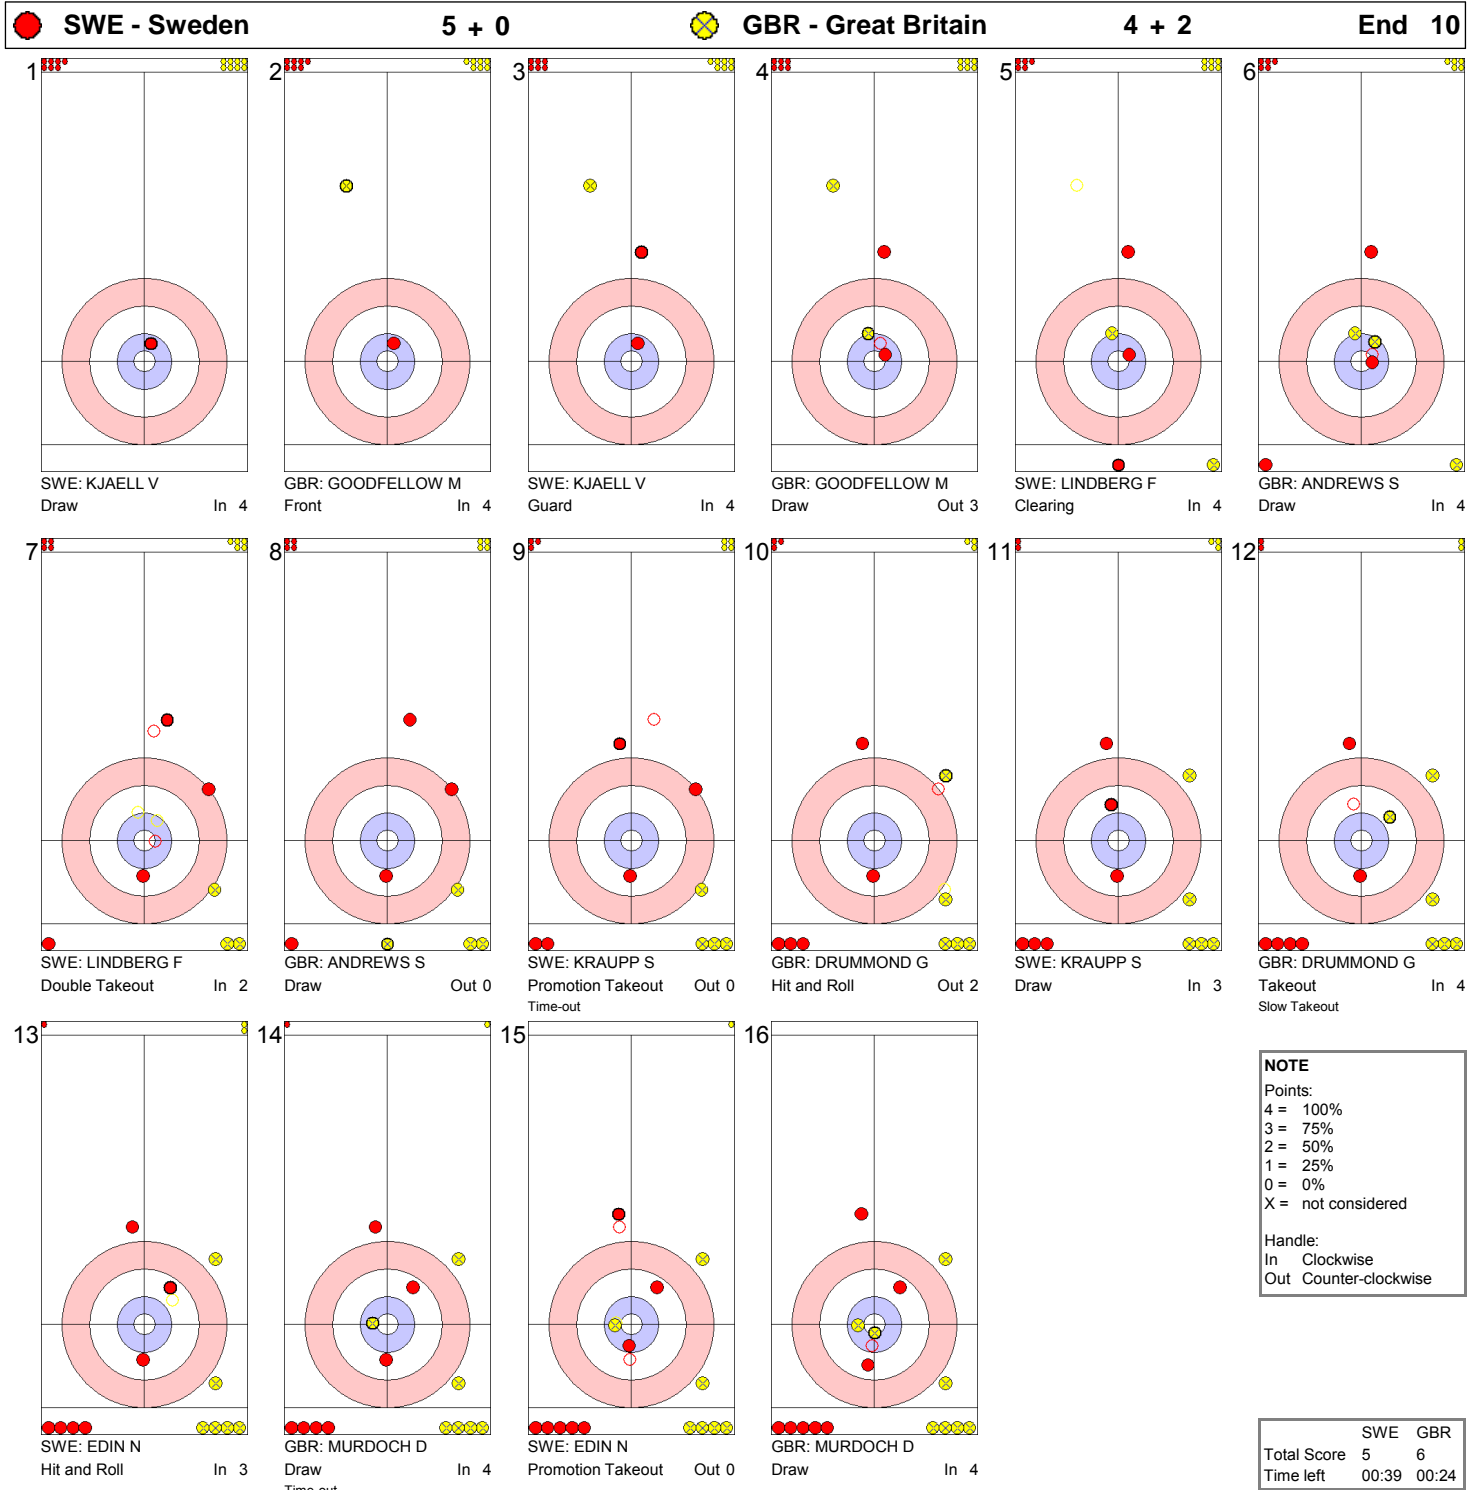 SWE - Sweden 5 + 0 GBR - Great Britain 4 + 2 End 10
1 2 3 4 5 6
SWE: KJAELL V GBR: GOODFELLOW M SWE: KJAELL V GBR: GOODFELLOW M SWE: LINDBERG F GBR: ANDREWS S
Draw In 4 Front In 4 Guard In 4 Draw Out 3 Clearing In 4 Draw In 4
7 8 9 10 11 12
SWE: LINDBERG F GBR: ANDREWS S SWE: KRAUPP S GBR: DRUMMOND G SWE: KRAUPP S GBR: DRUMMOND G
Double Takeout In 2 Draw Out 0 Promotion Takeout Out 0 Hit and Roll Out 2 Draw In 3 Takeout In 4
Time-out Slow Takeout
13 14 15 16
SWE: EDIN N GBR: MURDOCH D SWE: EDIN N GBR: MURDOCH D
Hit and Roll In 3 Draw In 4 Promotion Takeout Out 0 Draw In 4
Time-out
NOTE
Points:
4 = 100%
3 = 75%
2 = 50%
1 = 25%
0 = 0%
X = not considered
Handle:
In Clockwise
Out Counter-clockwise
SWE GBR
Total Score 5 6
Time left 00:39 00:24